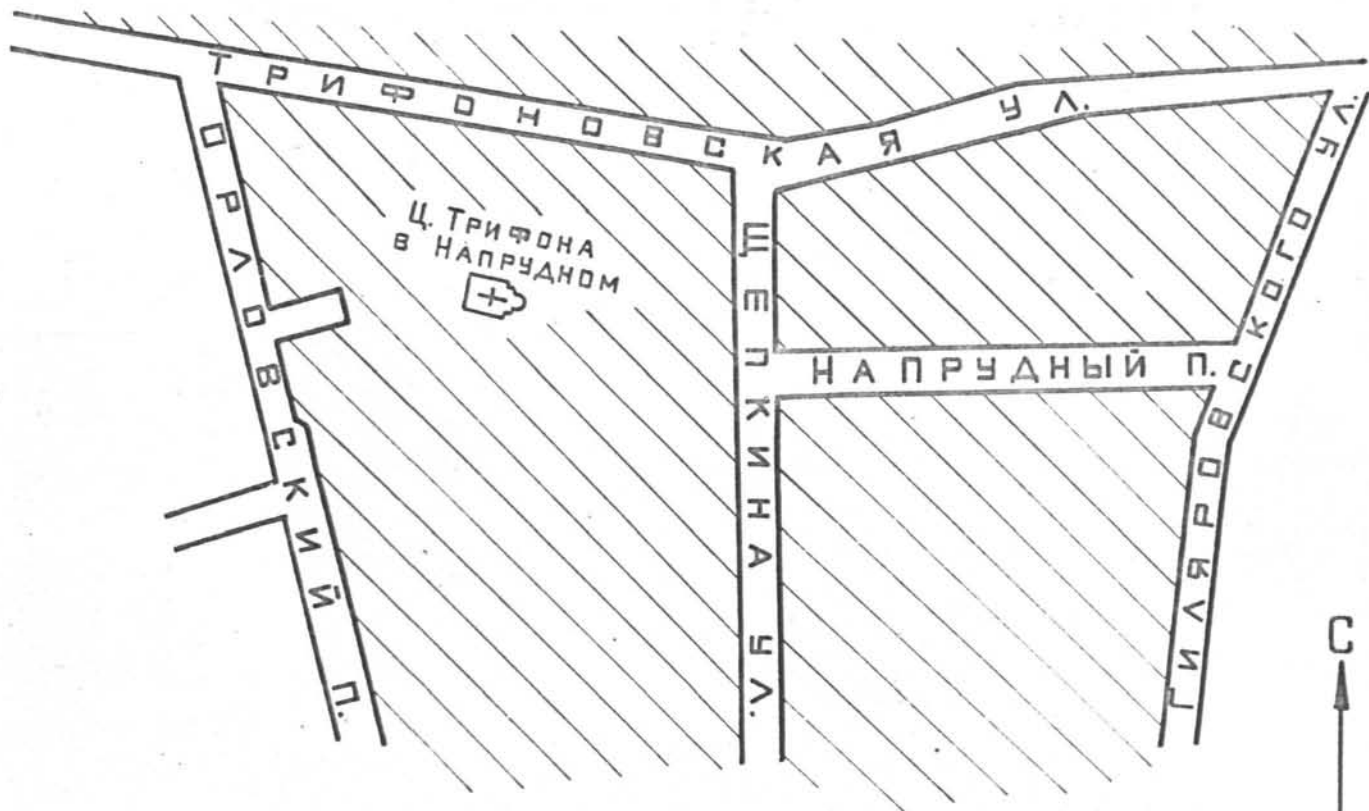 ТРИФОНОВСКАЯ УЛ.
ОРЛОВСКИЙ П.
Ц. ТРИФОНА
В НАПРУДНОМ
ЩЕПКИНА УЛ.
НАПРУДНЫЙ П.
ГИЛЯРОВСКОГО УЛ.
С